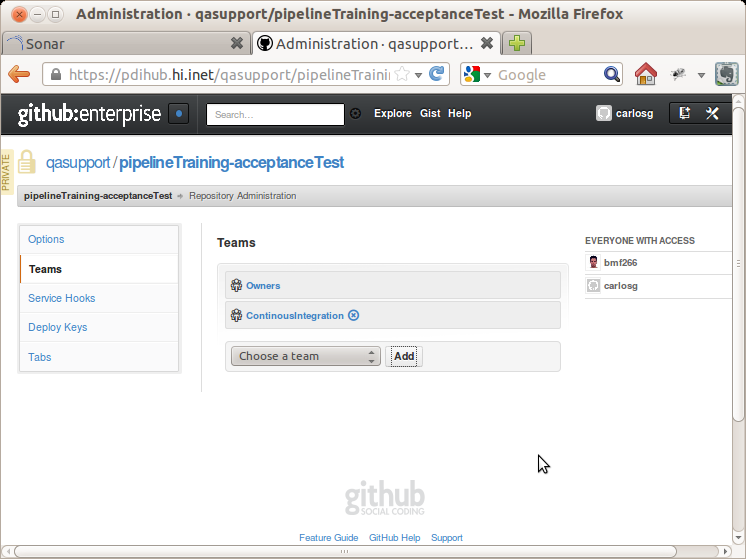 Administration · qasupport/pipelineTraining-acceptanceTest - Mozilla Firefox
Sonar
Administration · qasupport...
https://pdihub.hi.inet/qasupport/pipelineTraini
Google
github:enterprise
Search...
Explore Gist Help
carlosg
PRIVATE
qasupport / pipelineTraining-acceptanceTest
pipelineTraining-acceptanceTest Repository Administration
Options
Teams
Service Hooks
Deploy Keys
Tabs
Teams
Owners
ContinousIntegration
Choose a team
Add
EVERYONE WITH ACCESS
bmf266
carlosg
github
SOCIAL CODING
Feature Guide GitHub Help Support